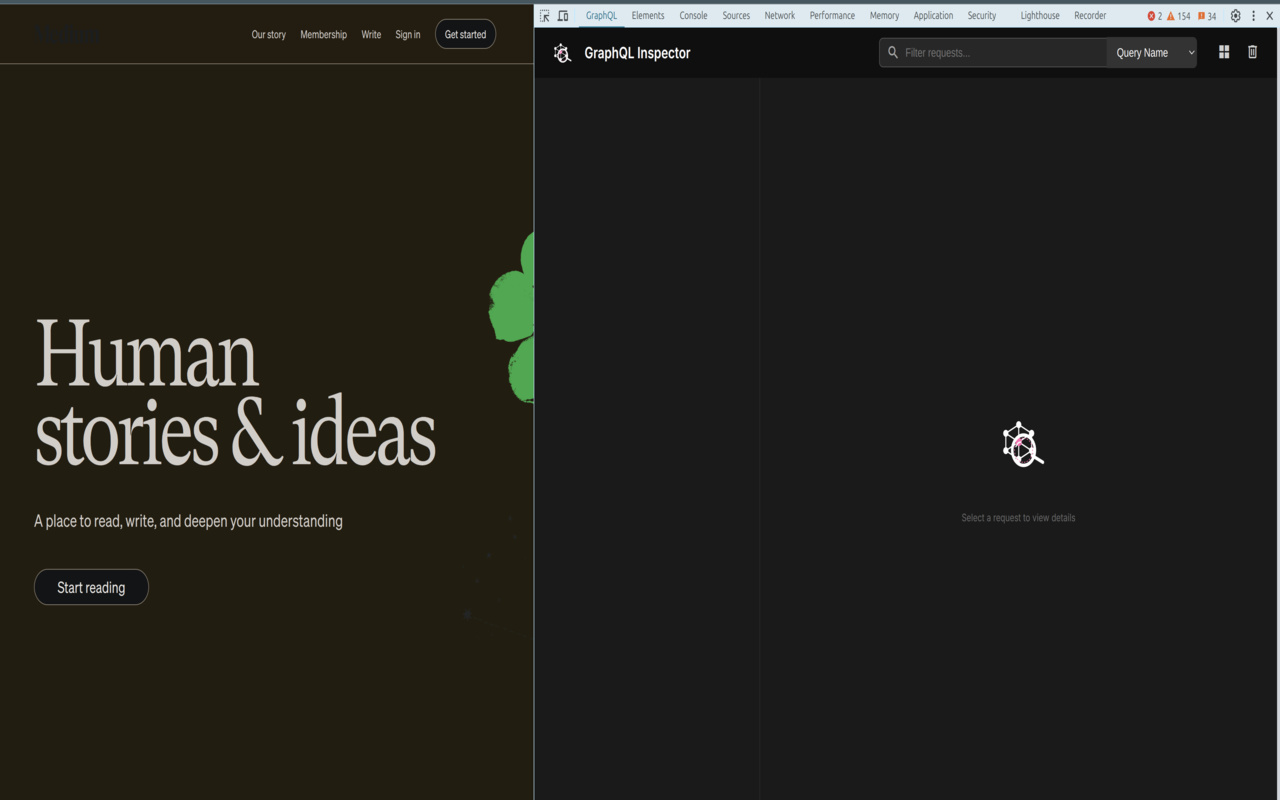 Our story Membership Write Sign in Get started
Human
stories & ideas
A place to read, write, and deepen your understanding
Start reading
GraphQL Elements Console Sources Network Performance Memory Application Security Lighthouse Recorder 2 154 34
GraphQL Inspector Filter requests... Query Name
Select a request to view details